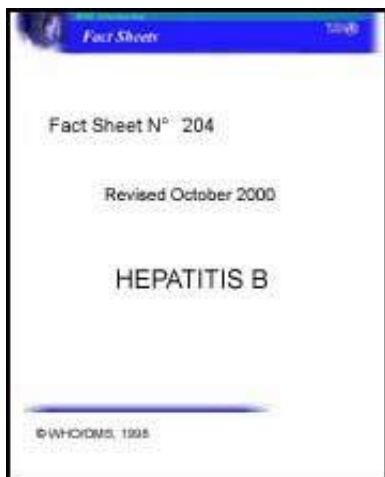 Fact Sheets
Fact Sheet N° 204
Revised October 2000
HEPATITIS B
© WHO/OMS, 1998